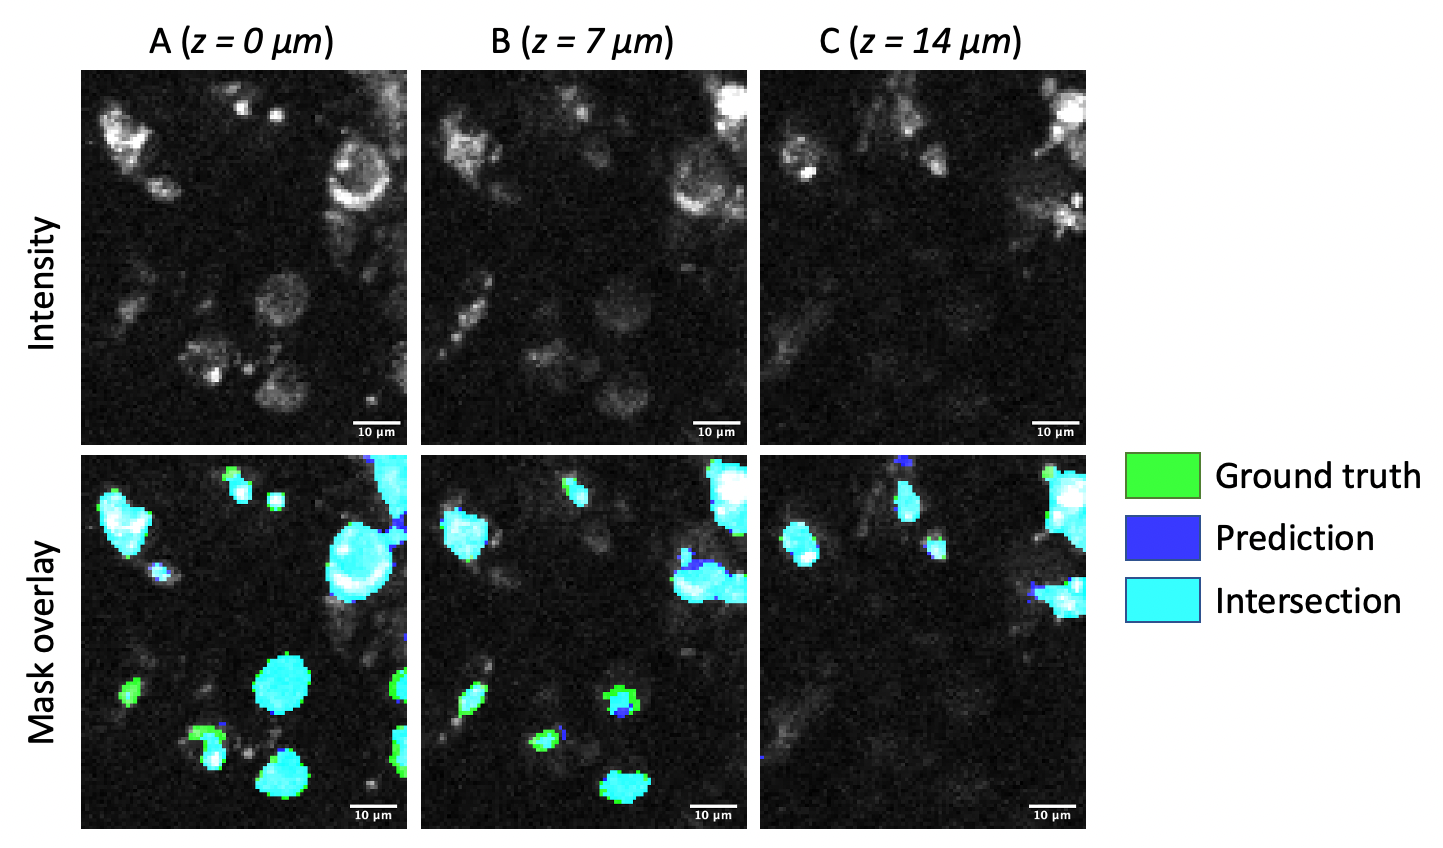 A (z = 0 μm)
B (z = 7 μm)
C (z = 14 μm)
Intensity
10 μm
10 μm
10 μm
Mask overlay
10 μm
10 μm
10 μm
Ground truth
Prediction
Intersection